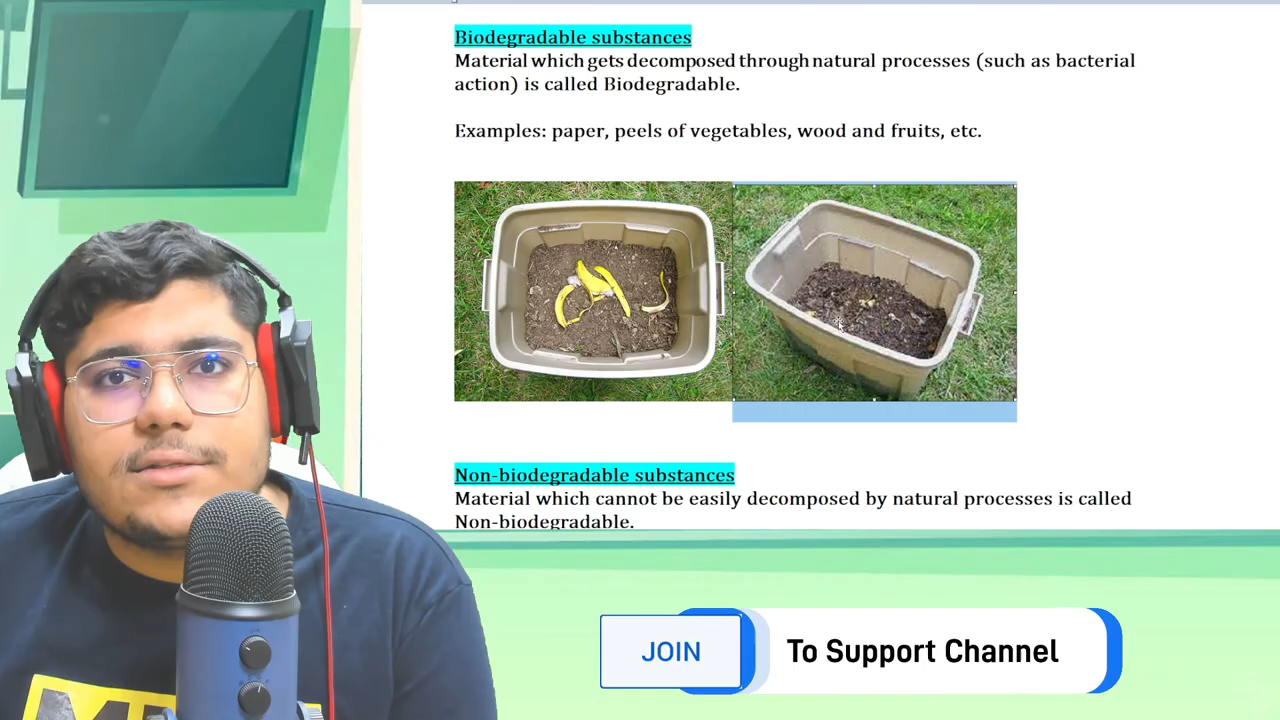 Biodegradable substances
Material which gets decomposed through natural processes (such as bacterial
action) is called Biodegradable.
Examples: paper, peels of vegetables, wood and fruits, etc.
Non-biodegradable substances
Material which cannot be easily decomposed by natural processes is called
Non-biodegradable.
JOIN
To Support Channel